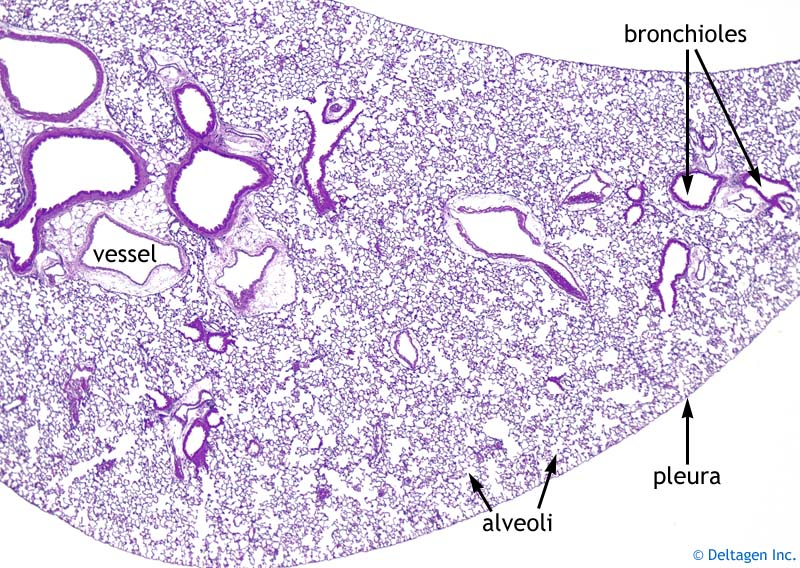 bronchioles
vessel
pleura
alveoli
© Deltagen Inc.